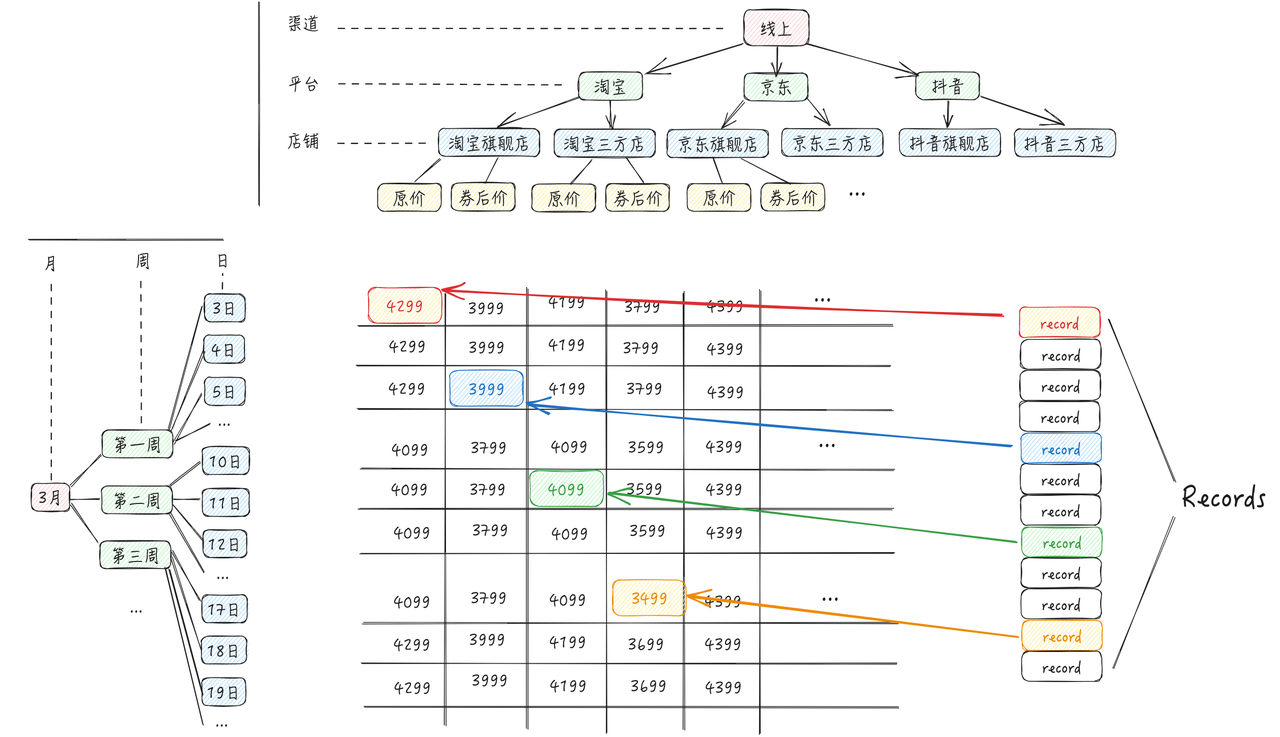 渠道
线上
平台
淘宝
京东
抖音
店铺
淘宝旗舰店
淘宝三方店
京东旗舰店
京东三方店
抖音旗舰店
抖音三方店
原价
券后价
原价
券后价
原价
券后价
...
月
周
日
3月
第一周
3日
4日
5日
...
第二周
10日
11日
12日
...
第三周
17日
18日
19日
...
...
4299 3999 4199 3799 4399 ...
4299 3999 4199 3799 4399
4299 3999 4199 3799 4399
4099 3799 4099 3599 4399 ...
4099 3799 4099 3599 4399
4099 3799 4099 3599 4399
4099 3799 4099 3499 4399 ...
4299 3999 4199 3699 4399
4299 3999 4199 3699 4399
record
record
record
record
record
record
record
record
record
record
record
record
Records